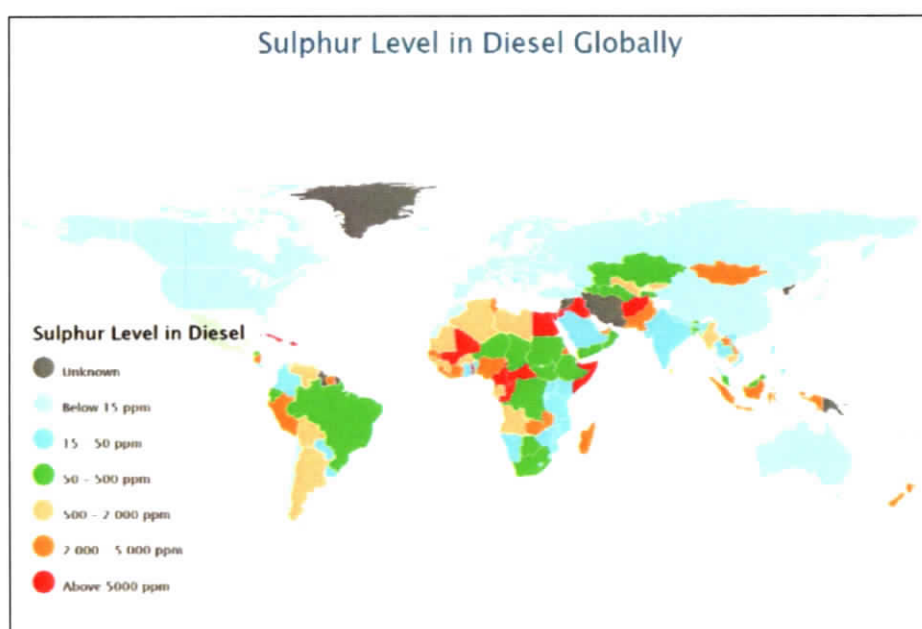 Sulphur Level in Diesel Globally
Sulphur Level in Diesel
Unknown
Below 15 ppm
15 - 50 ppm
50 - 500 ppm
500 - 2 000 ppm
2 000 - 5 000 ppm
Above 5000 ppm